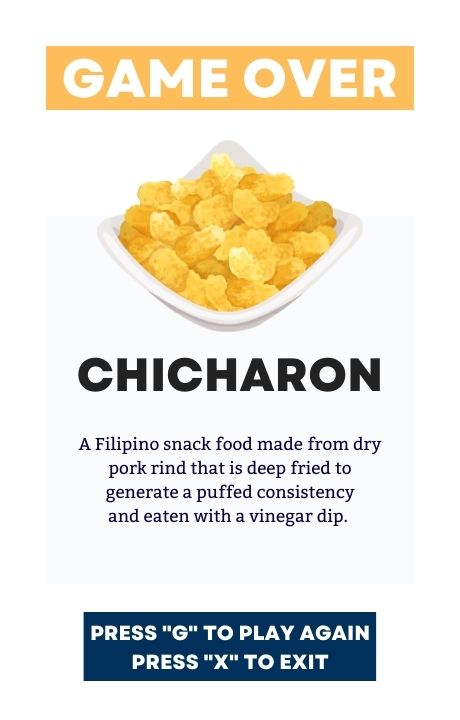 GAME OVER
CHICHARON
A Filipino snack food made from dry
pork rind that is deep fried to
generate a puffed consistency
and eaten with a vinegar dip.
PRESS "G" TO PLAY AGAIN
PRESS "X" TO EXIT